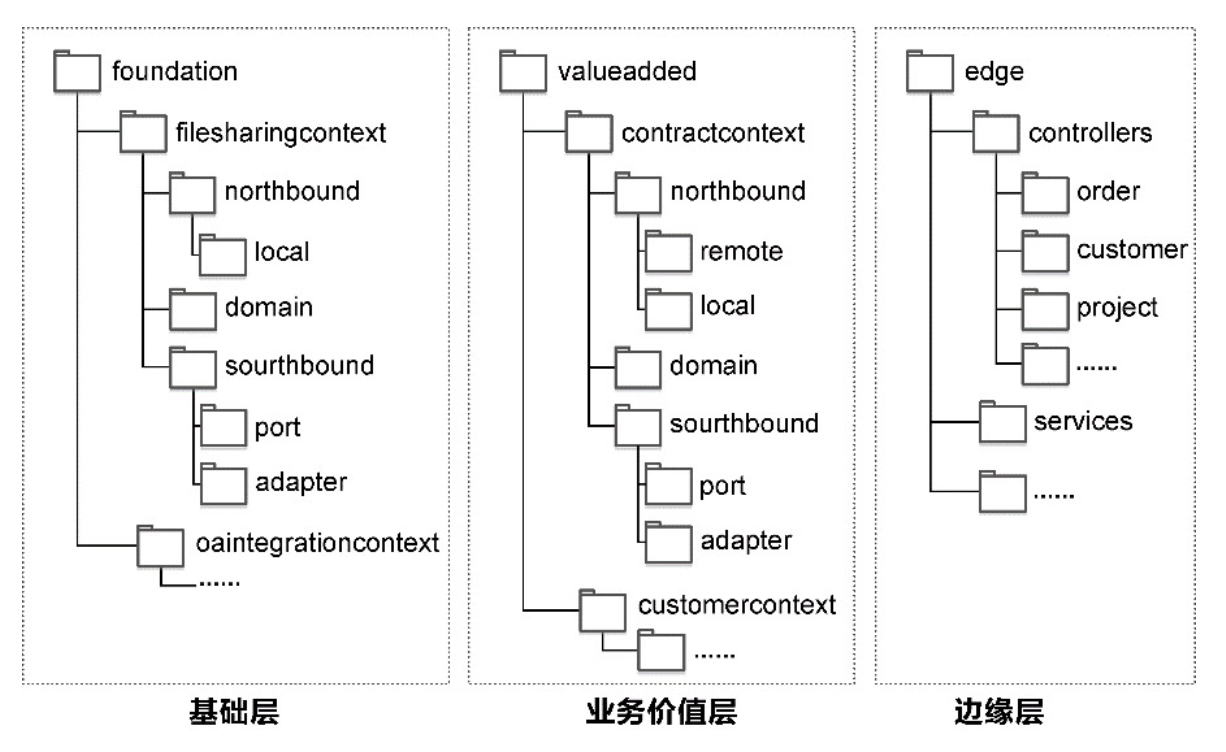 foundation
filesharingcontext
northbound
local
domain
sourthbound
port
adapter
oaintegrationcontext
......
基础层
valueadded
contractcontext
northbound
remote
local
domain
sourthbound
port
adapter
customercontext
......
业务价值层
edge
controllers
order
customer
project
......
services
......
边缘层